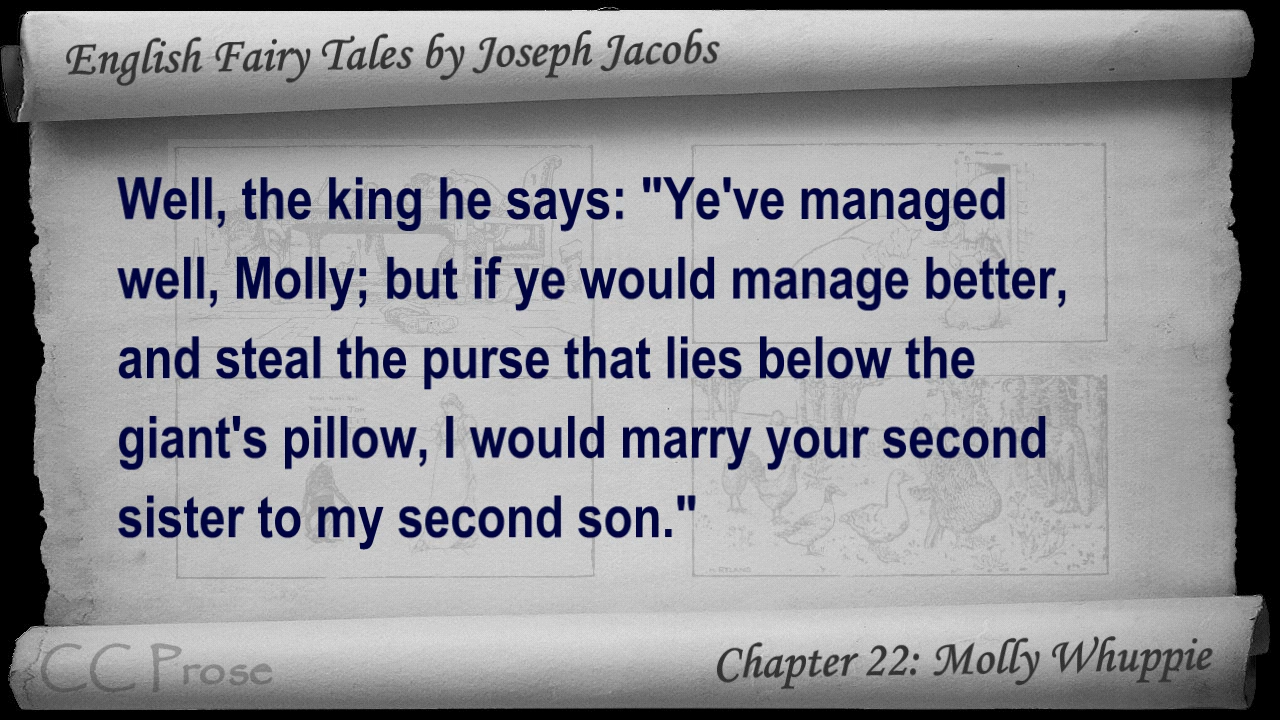 English Fairy Tales by Joseph Jacobs
Well, the king he says: "Ye've managed
well, Molly; but if ye would manage better,
and steal the purse that lies below the
giant's pillow, I would marry your second
sister to my second son."
CC Prose
Chapter 22: Molly Whuppie